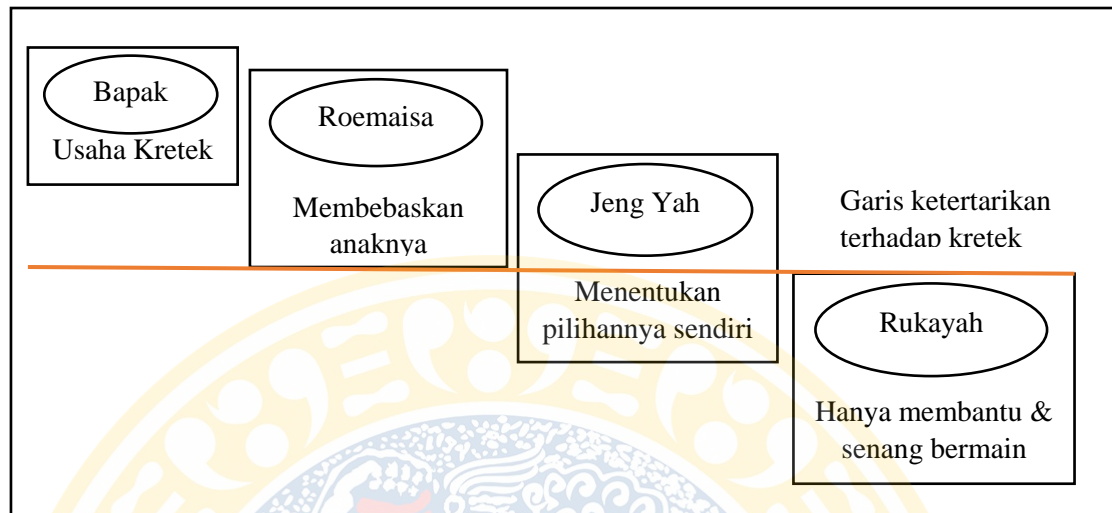 Bapak
Usaha Kretek
Roemaisa
Membebaskan
anaknya
Jeng Yah
Menentukan
pilihannya sendiri
Garis ketertarikan
terhadap kretek
Rukayah
Hanya membantu &
senang bermain